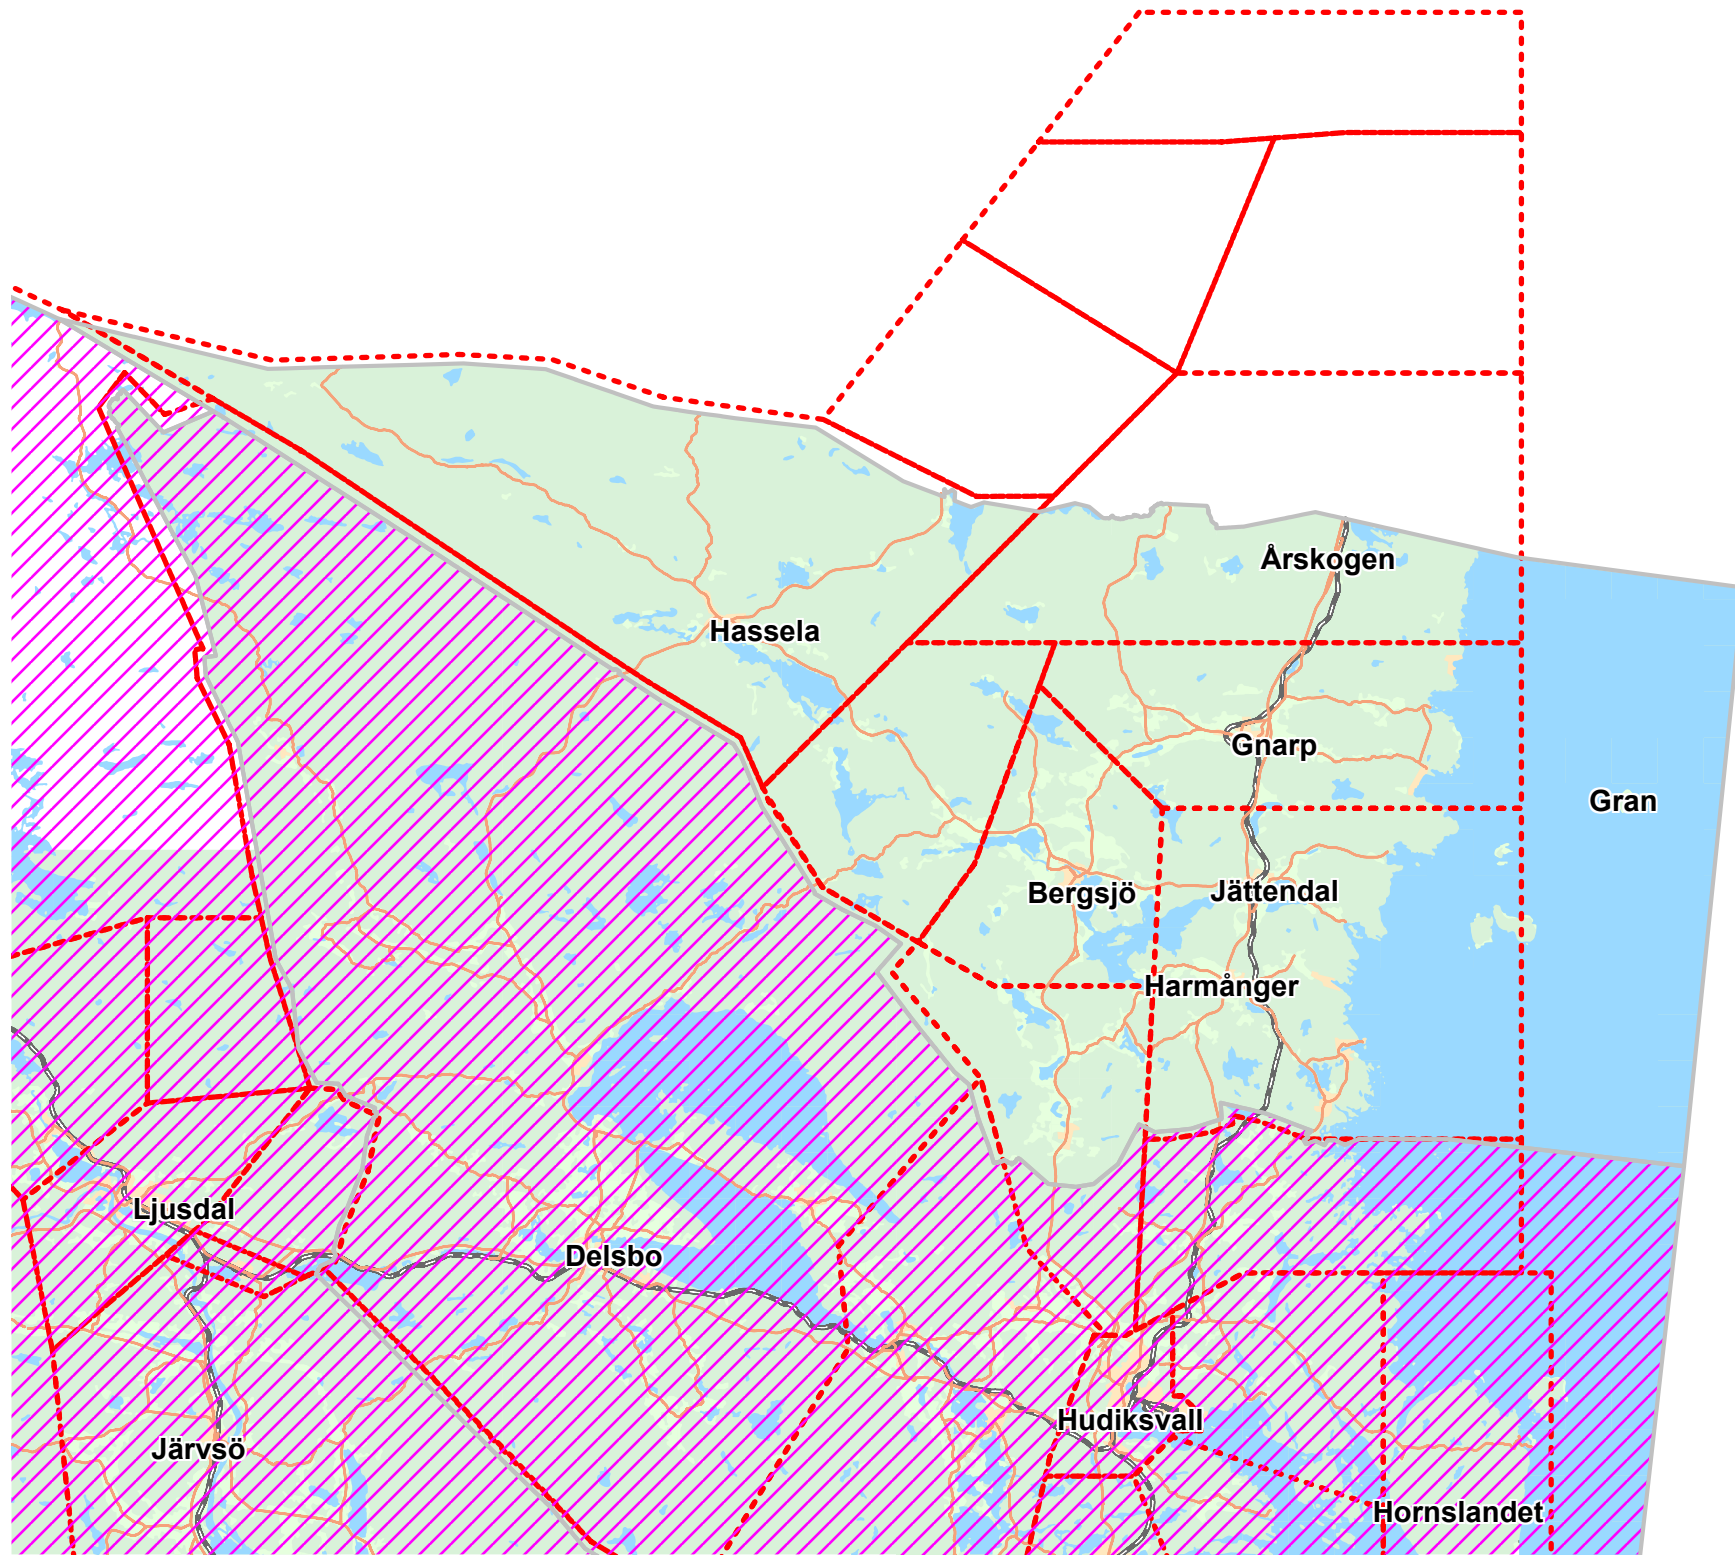 Årskogen
Hassela
Gnarp
Gran
Bergsjö
Jättendal
Harmånger
Ljusdal
Delsbo
Hudiksvall
Järvsö
Hornslandet